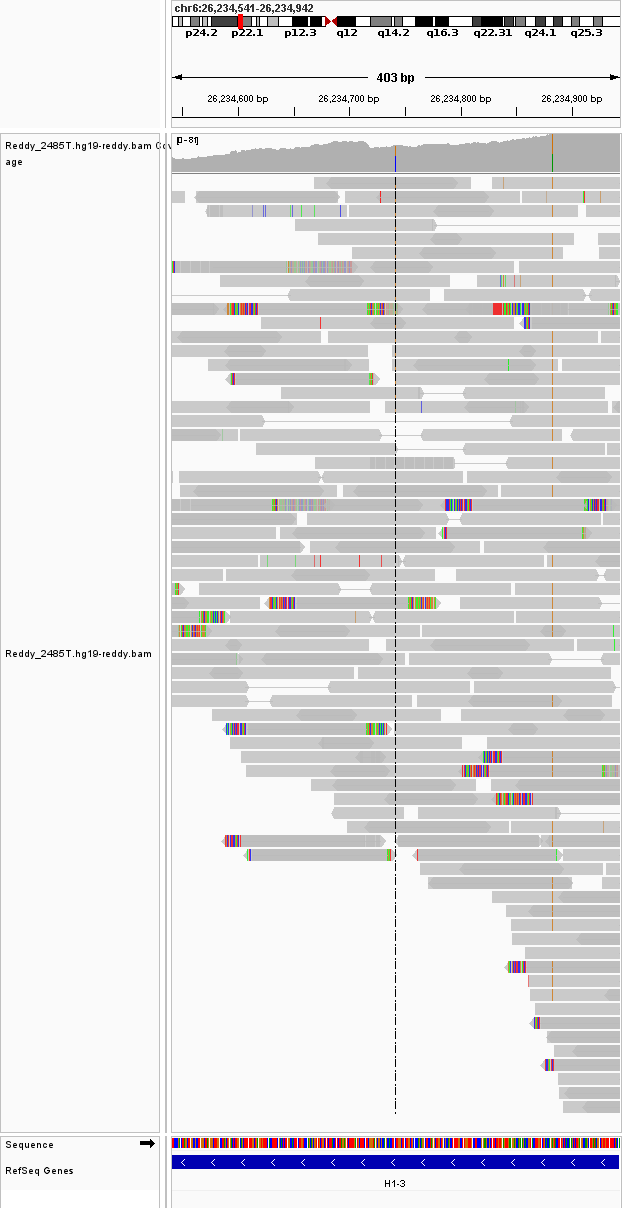 chr6:26,234,541-26,234,942
p24.2 p22.1 p12.3 q12 q14.2 q16.3 q22.31 q24.1 q25.3
403 bp
26,234,600 bp 26,234,700 bp 26,234,800 bp 26,234,900 bp
[0-81]
Reddy_2485T.hg19-reddy.bam Cov
age
Reddy_2485T.hg19-reddy.bam
Sequence
RefSeq Genes
H1-3